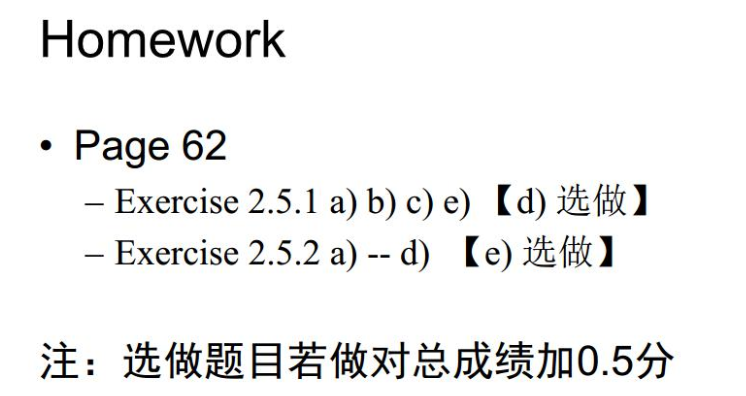 Homework
• Page 62
– Exercise 2.5.1 a) b) c) e) 【d) 选做】
– Exercise 2.5.2 a) -- d) 【e) 选做】
注：选做题目若做对总成绩加0.5分